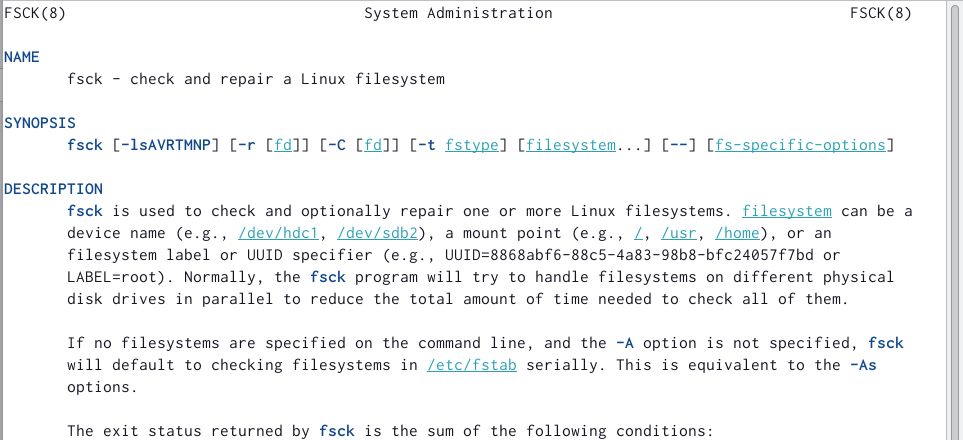 FSCK(8) System Administration FSCK(8)
NAME
fsck - check and repair a Linux filesystem
SYNOPSIS
fsck [-lsAVRTMNP] [-r [fd]] [-C [fd]] [-t fstype] [filesystem...] [--] [fs-specific-options]
DESCRIPTION
fsck is used to check and optionally repair one or more Linux filesystems. filesystem can be a
device name (e.g., /dev/hdc1, /dev/sdb2), a mount point (e.g., /, /usr, /home), or an
filesystem label or UUID specifier (e.g., UUID=8868abf6-88c5-4a83-98b8-bfc24057f7bd or
LABEL=root). Normally, the fsck program will try to handle filesystems on different physical
disk drives in parallel to reduce the total amount of time needed to check all of them.
If no filesystems are specified on the command line, and the -A option is not specified, fsck
will default to checking filesystems in /etc/fstab serially. This is equivalent to the -As
options.
The exit status returned by fsck is the sum of the following conditions: